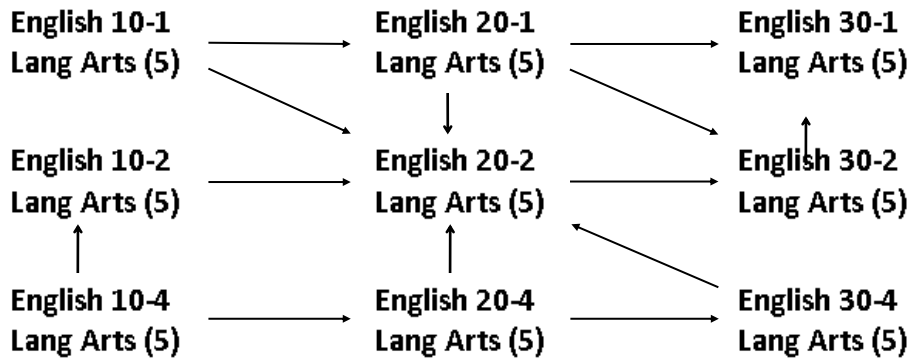 English 10-1
Lang Arts (5)
English 20-1
Lang Arts (5)
English 30-1
Lang Arts (5)
English 10-2
Lang Arts (5)
English 20-2
Lang Arts (5)
English 30-2
Lang Arts (5)
English 10-4
Lang Arts (5)
English 20-4
Lang Arts (5)
English 30-4
Lang Arts (5)